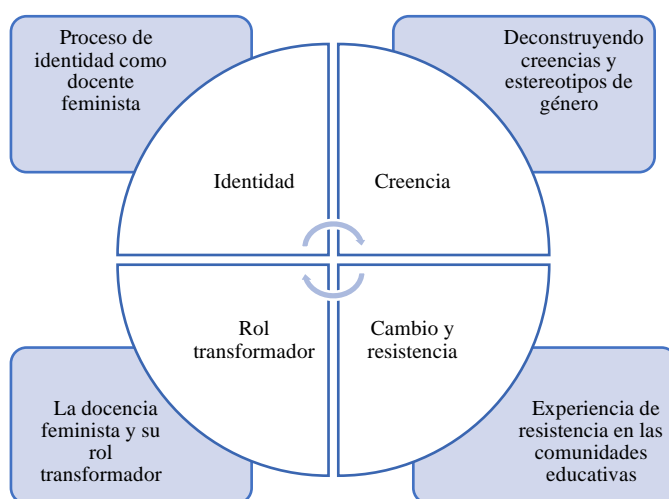 Proceso de
identidad como
docente
feminista
Deconstruyendo
creencias y
estereotipos de
género
Identidad
Creencia
Rol
transformador
Cambio y
resistencia
La docencia
feminista y su
rol
transformador
Experiencia de
resistencia en las
comunidades
educativas